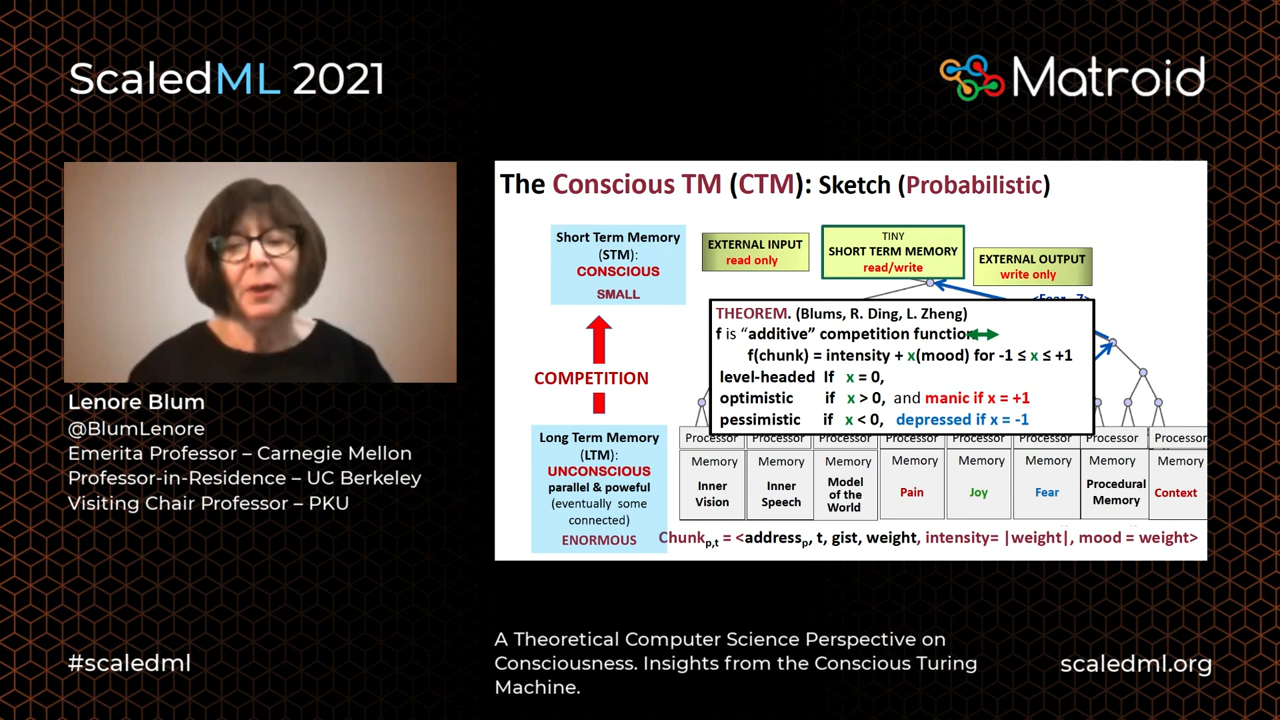 ScaledML 2021
Matroid
The Conscious TM (CTM): Sketch (Probabilistic)
Short Term Memory
(STM):
CONSCIOUS
SMALL
EXTERNAL INPUT
read only
TINY
SHORT TERM MEMORY
read/write
EXTERNAL OUTPUT
write only
COMPETITION
THEOREM. (Blums, R. Ding, L. Zheng)
f is “additive” competition function
f(chunk) = intensity + x(mood) for -1 ≤ x ≤ +1
level-headed If x = 0,
optimistic if x > 0, and manic if x = +1
pessimistic if x < 0, depressed if x = -1
Long Term Memory
(LTM):
UNCONSCIOUS
parallel & poweful
(eventually some
connected)
ENORMOUS
Processor Processor Processor Processor Processor Processor Processor Processor
Memory Memory Memory Memory Memory Memory Memory Memory
Inner
Vision
Inner
Speech
Model
of the
World
Pain
Joy
Fear
Procedural
Memory
Context
Chunkp,t = <addressp, t, gist, weight, intensity= |weight|, mood = weight>
Lenore Blum
@BlumLenore
Emerita Professor – Carnegie Mellon
Professor-in-Residence – UC Berkeley
Visiting Chair Professor – PKU
#scaledml
A Theoretical Computer Science Perspective on
Consciousness. Insights from the Conscious Turing
Machine.
scaledml.org